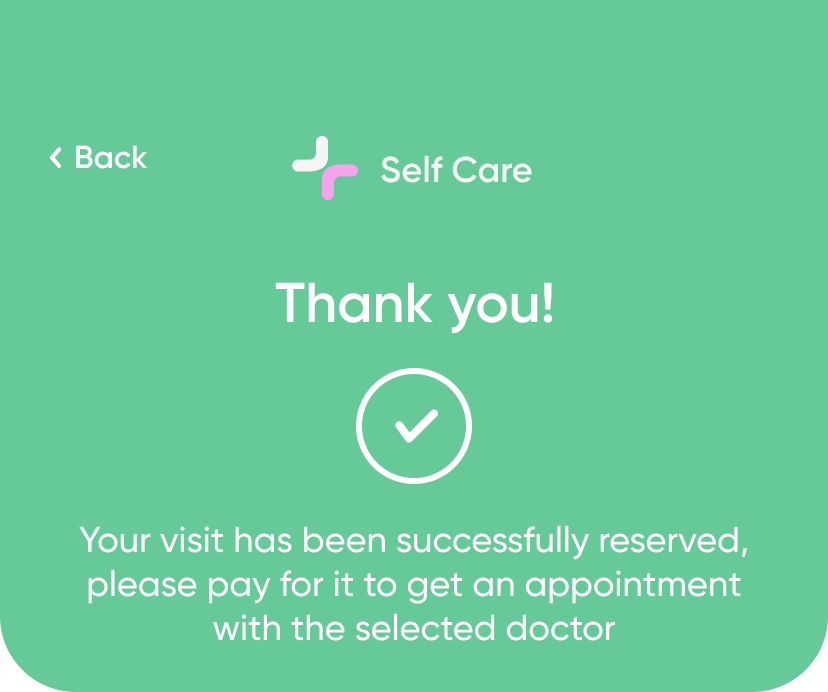 Back
Self Care
Thank you!
Your visit has been successfully reserved,
please pay for it to get an appointment
with the selected doctor